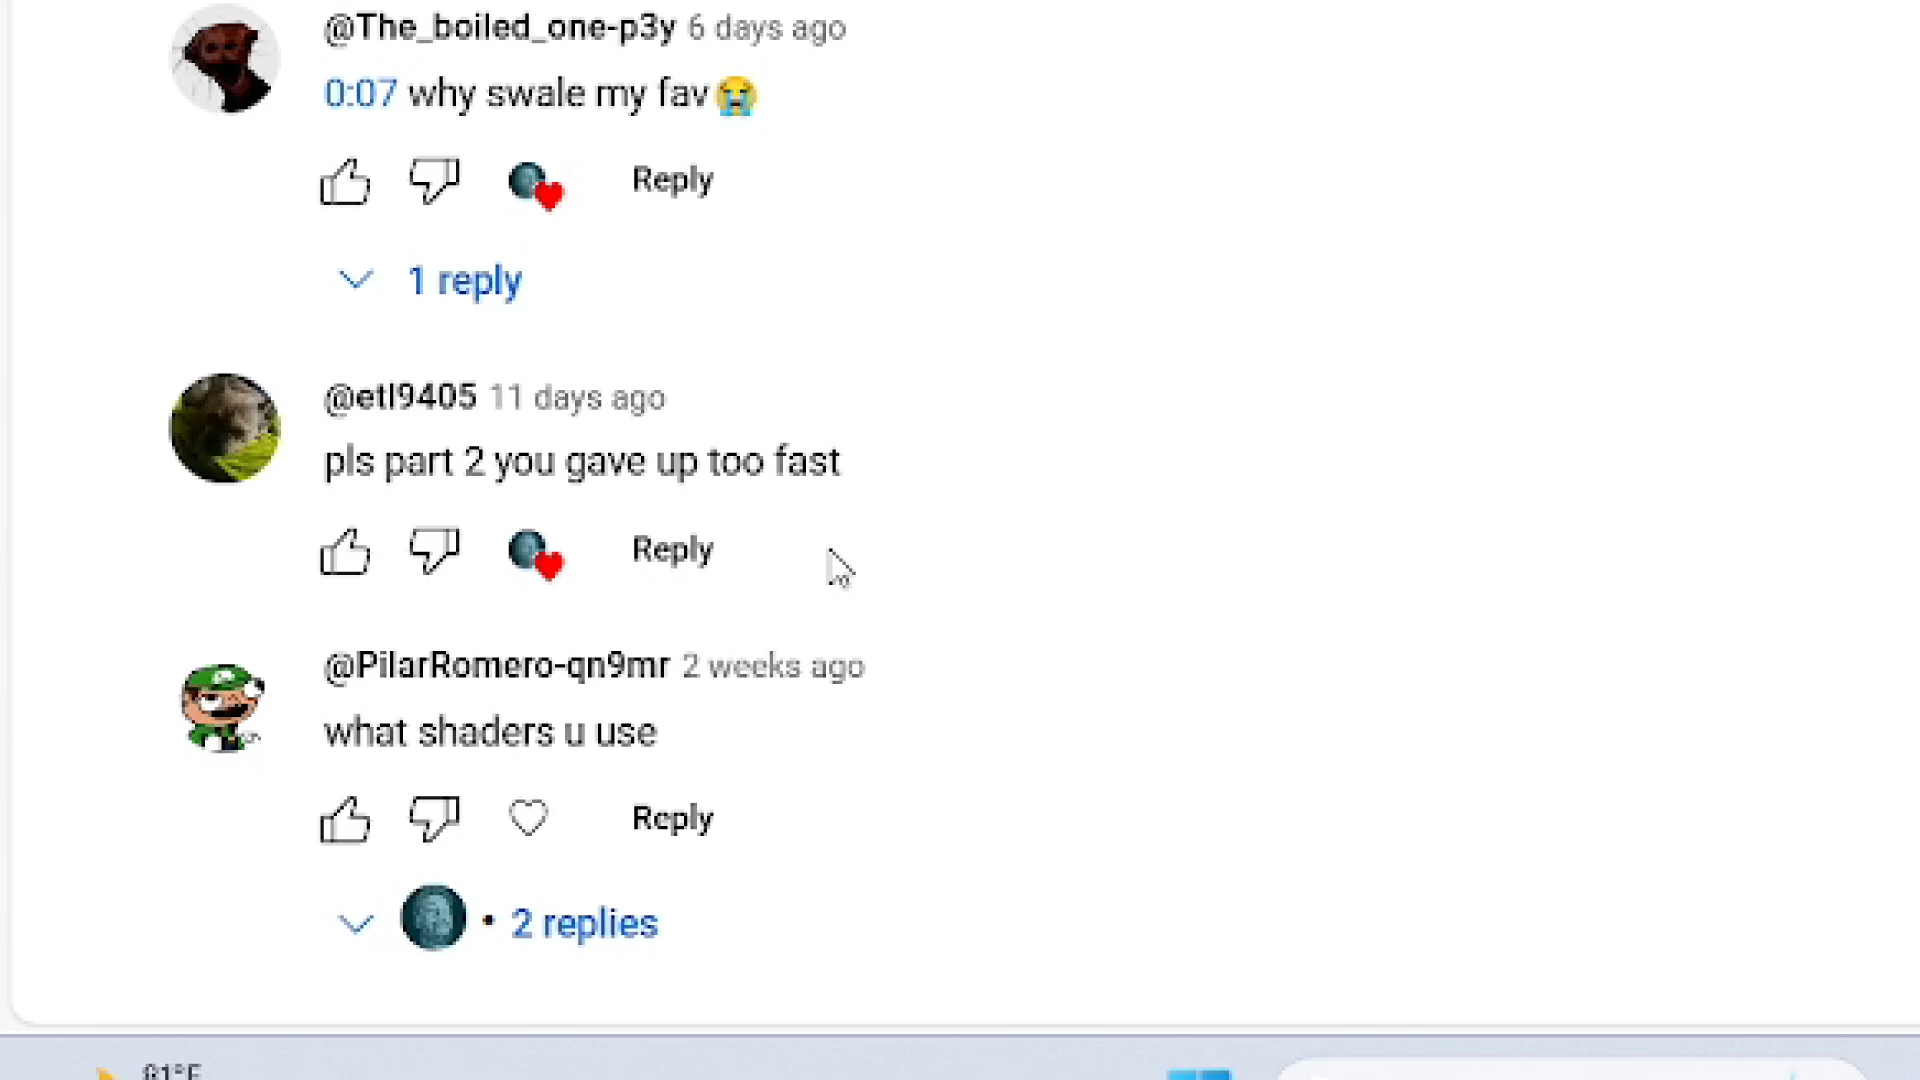 @The_boiled_one-p3y 6 days ago
0:07 why swale my fav😭
Reply
1 reply
@etl9405 11 days ago
pls part 2 you gave up too fast
Reply
@PilarRomero-qn9mr 2 weeks ago
what shaders u use
Reply
• 2 replies
81°F